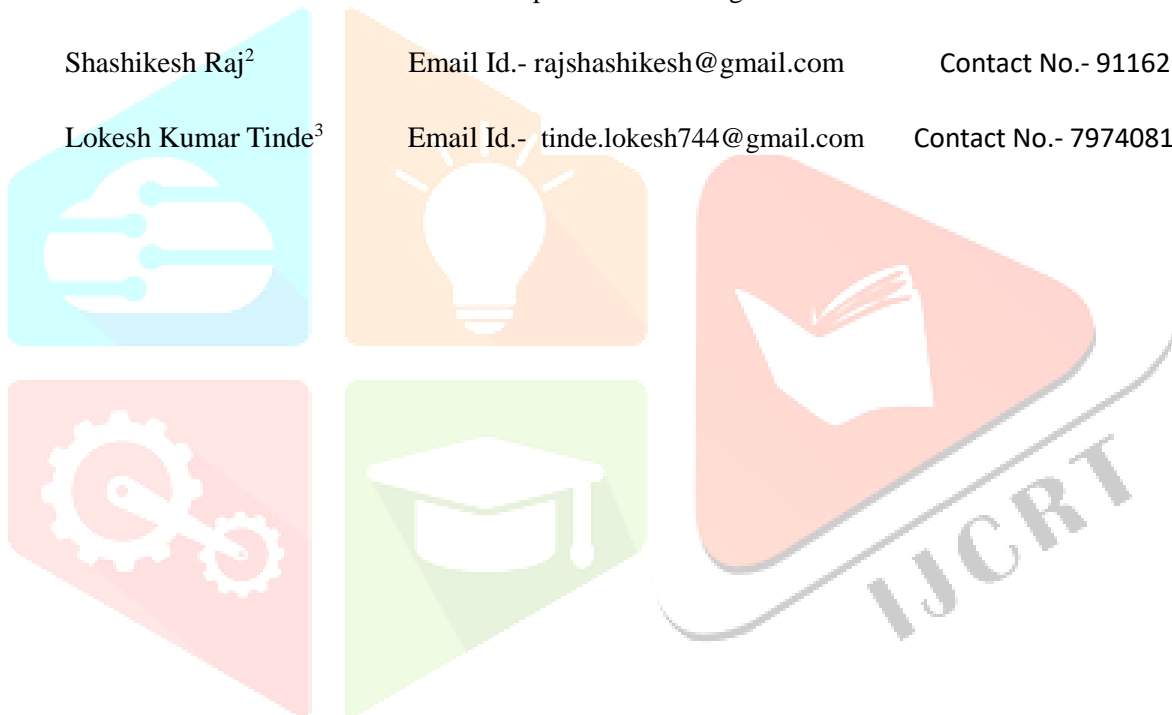 Shashikesh Raj² Email Id.- rajshashikesh@gmail.com Contact No.- 91162
Lokesh Kumar Tinde³ Email Id.- tinde.lokesh744@gmail.com Contact No.- 7974081
IJCRT